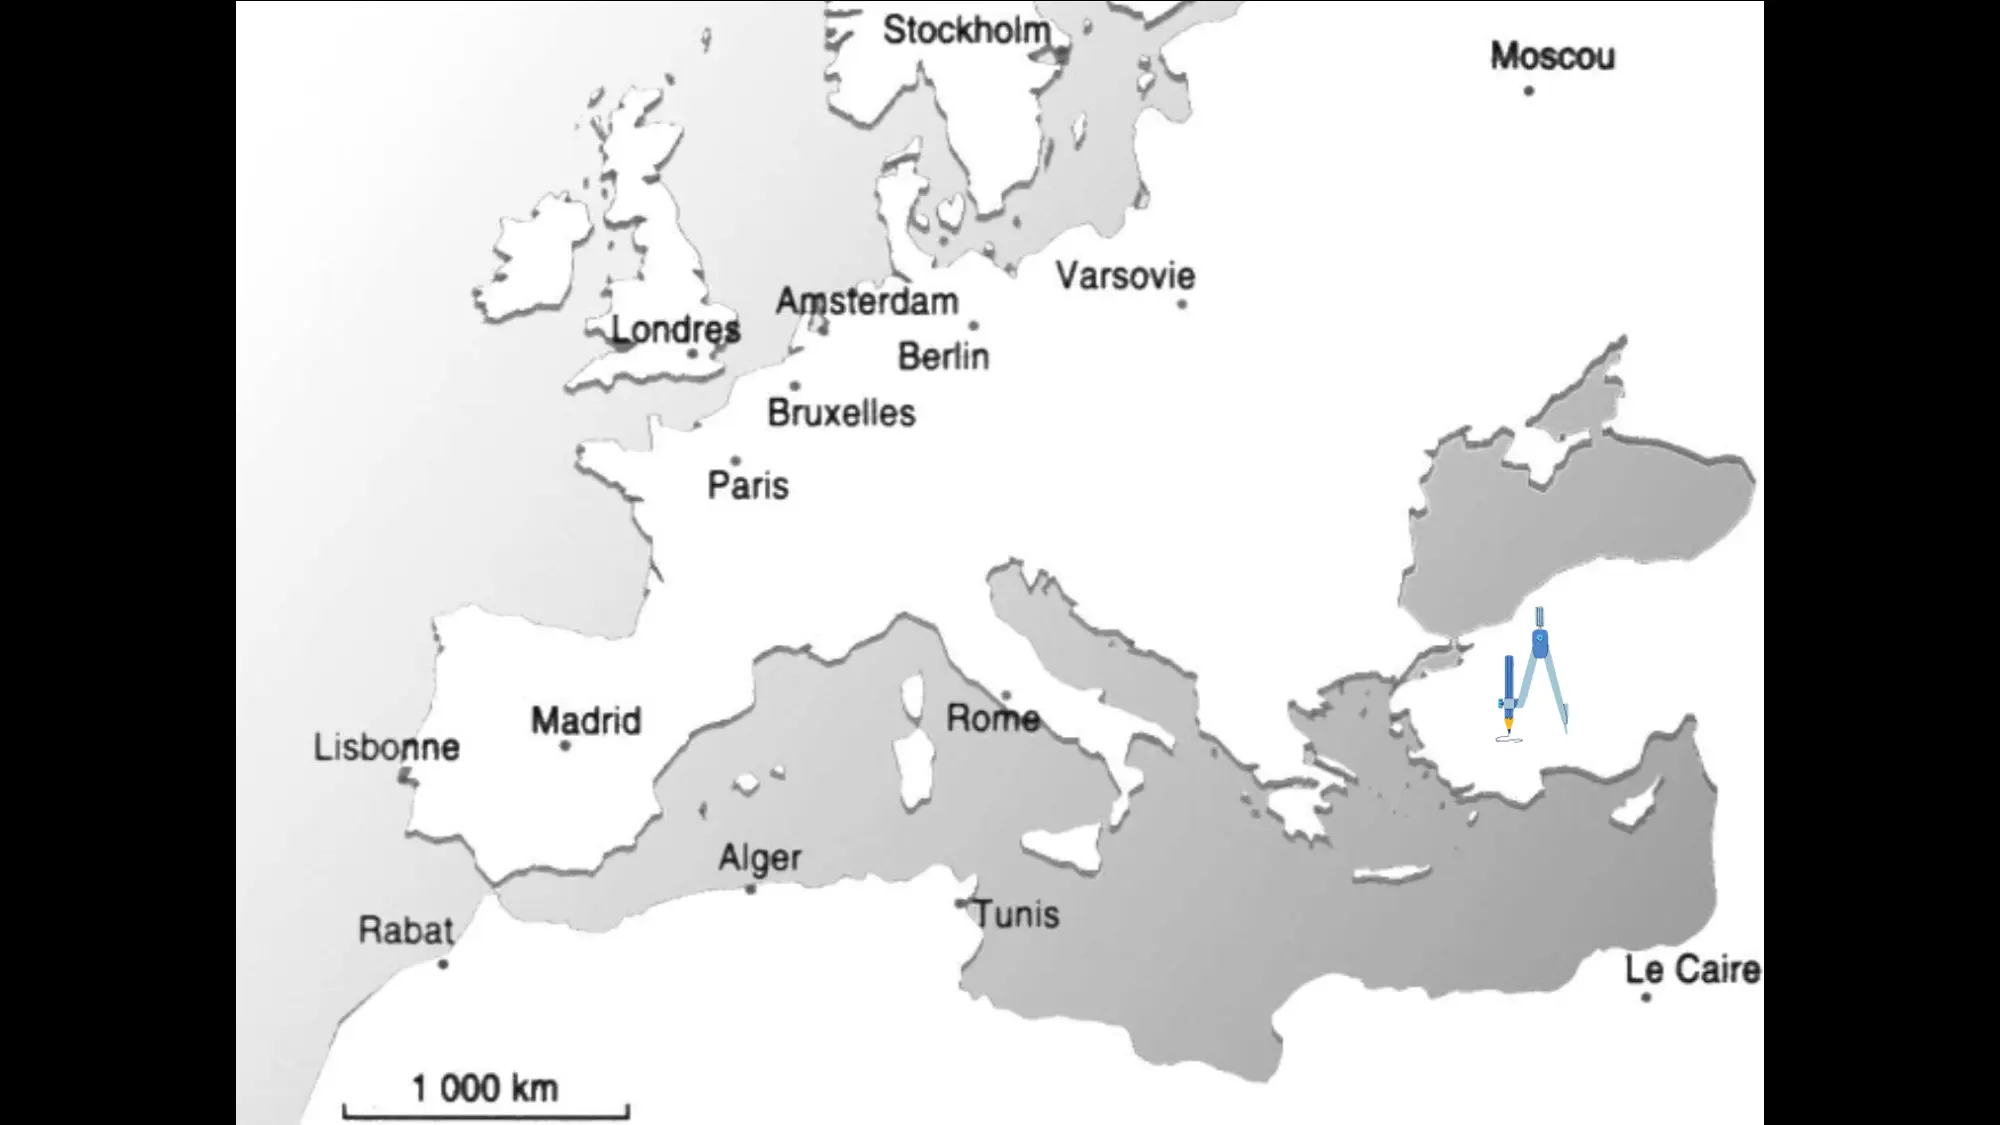 Stockholm
Moscou
Varsovie
Amsterdam
Londres
Berlin
Bruxelles
Paris
Madrid
Rome
Lisbonne
Alger
Tunis
Rabat
Le Caire
1 000 km